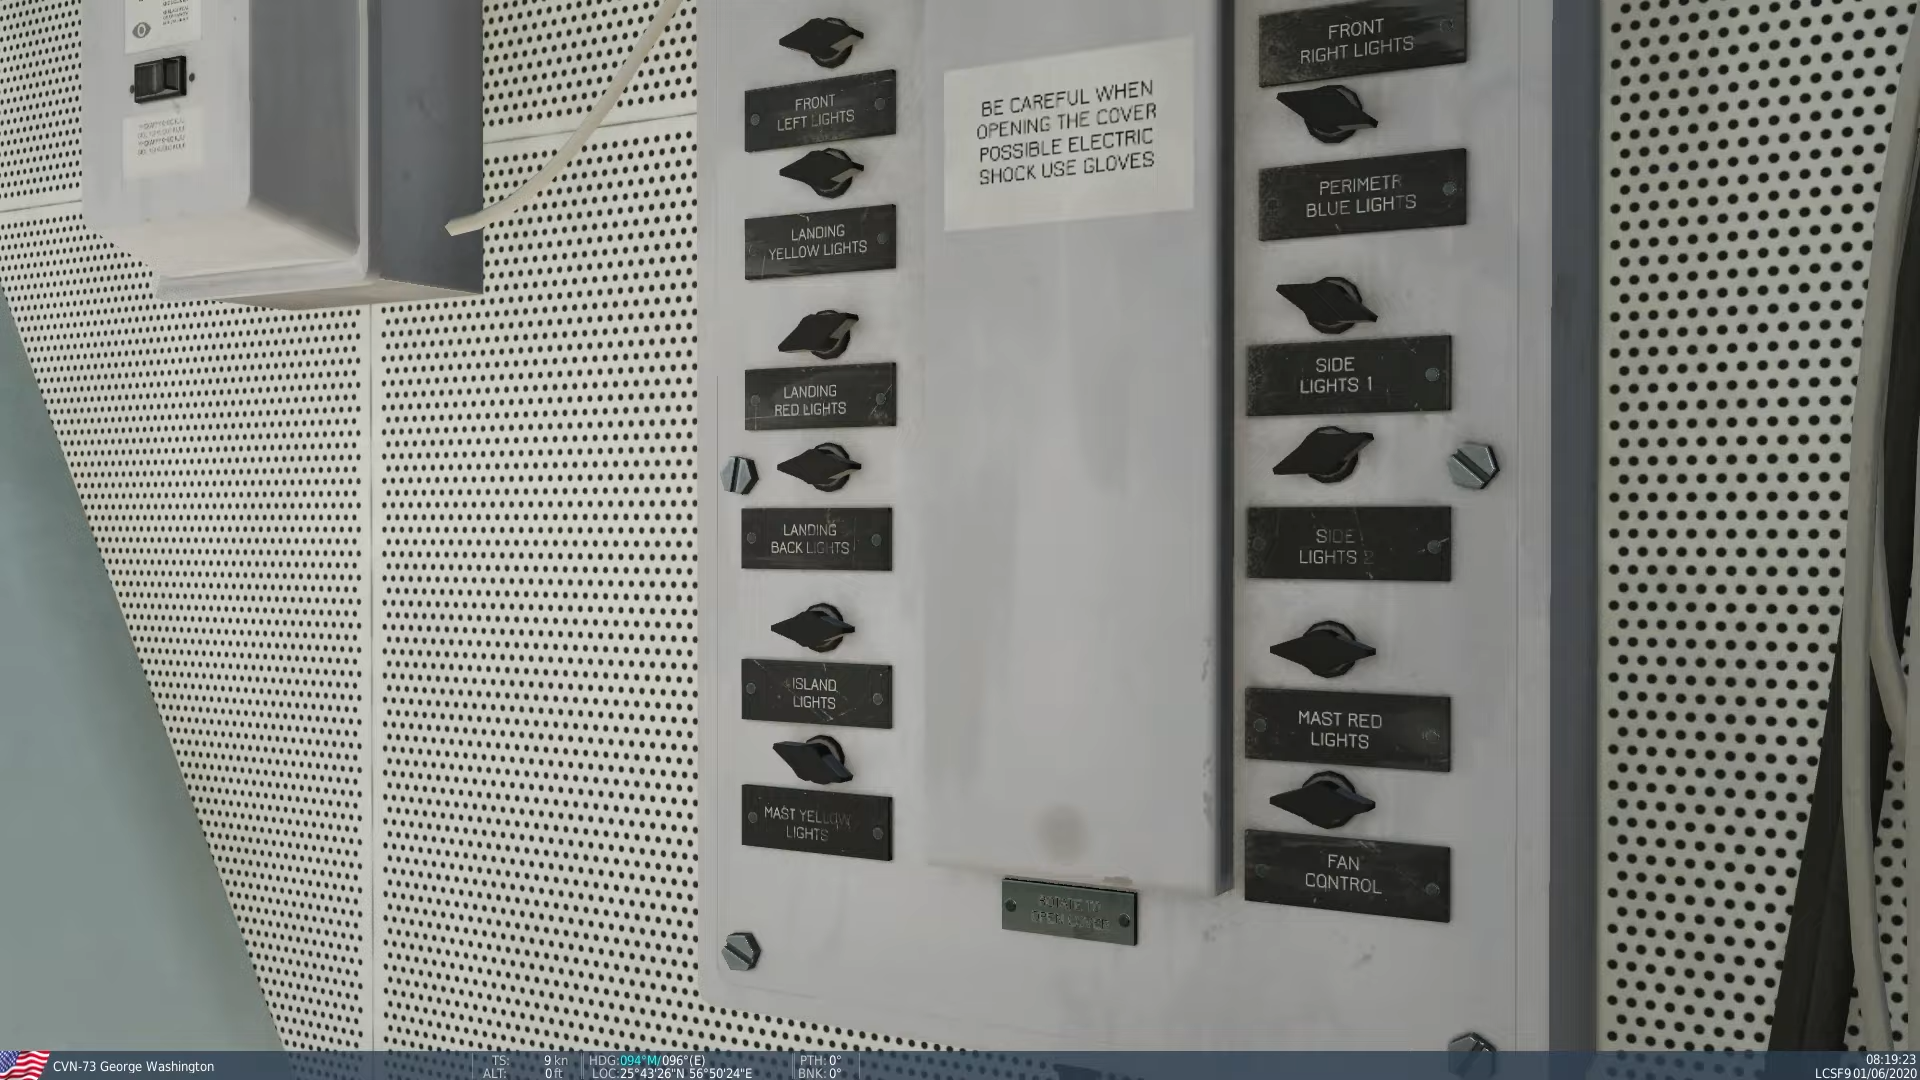 FRONT
LEFT LIGHTS
LANDING
YELLOW LIGHTS
LANDING
RED LIGHTS
LANDING
BACK LIGHTS
ISLAND
LIGHTS
MAST YELLOW
LIGHTS
BE CAREFUL WHEN
OPENING THE COVER
POSSIBLE ELECTRIC
SHOCK USE GLOVES
FRONT
RIGHT LIGHTS
PERIMETR
BLUE LIGHTS
SIDE
LIGHTS 1
SIDE
LIGHTS 2
MAST RED
LIGHTS
FAN
CONTROL
CVN-73 George Washington
TS: 9 kn
ALT: 0 ft
HDG:094°M/096°(E)
LOC:25°43'26"N 56°50'24"E
PTH: 0°
BNK: 0°
08:19:23
LCSF9 01/06/2020